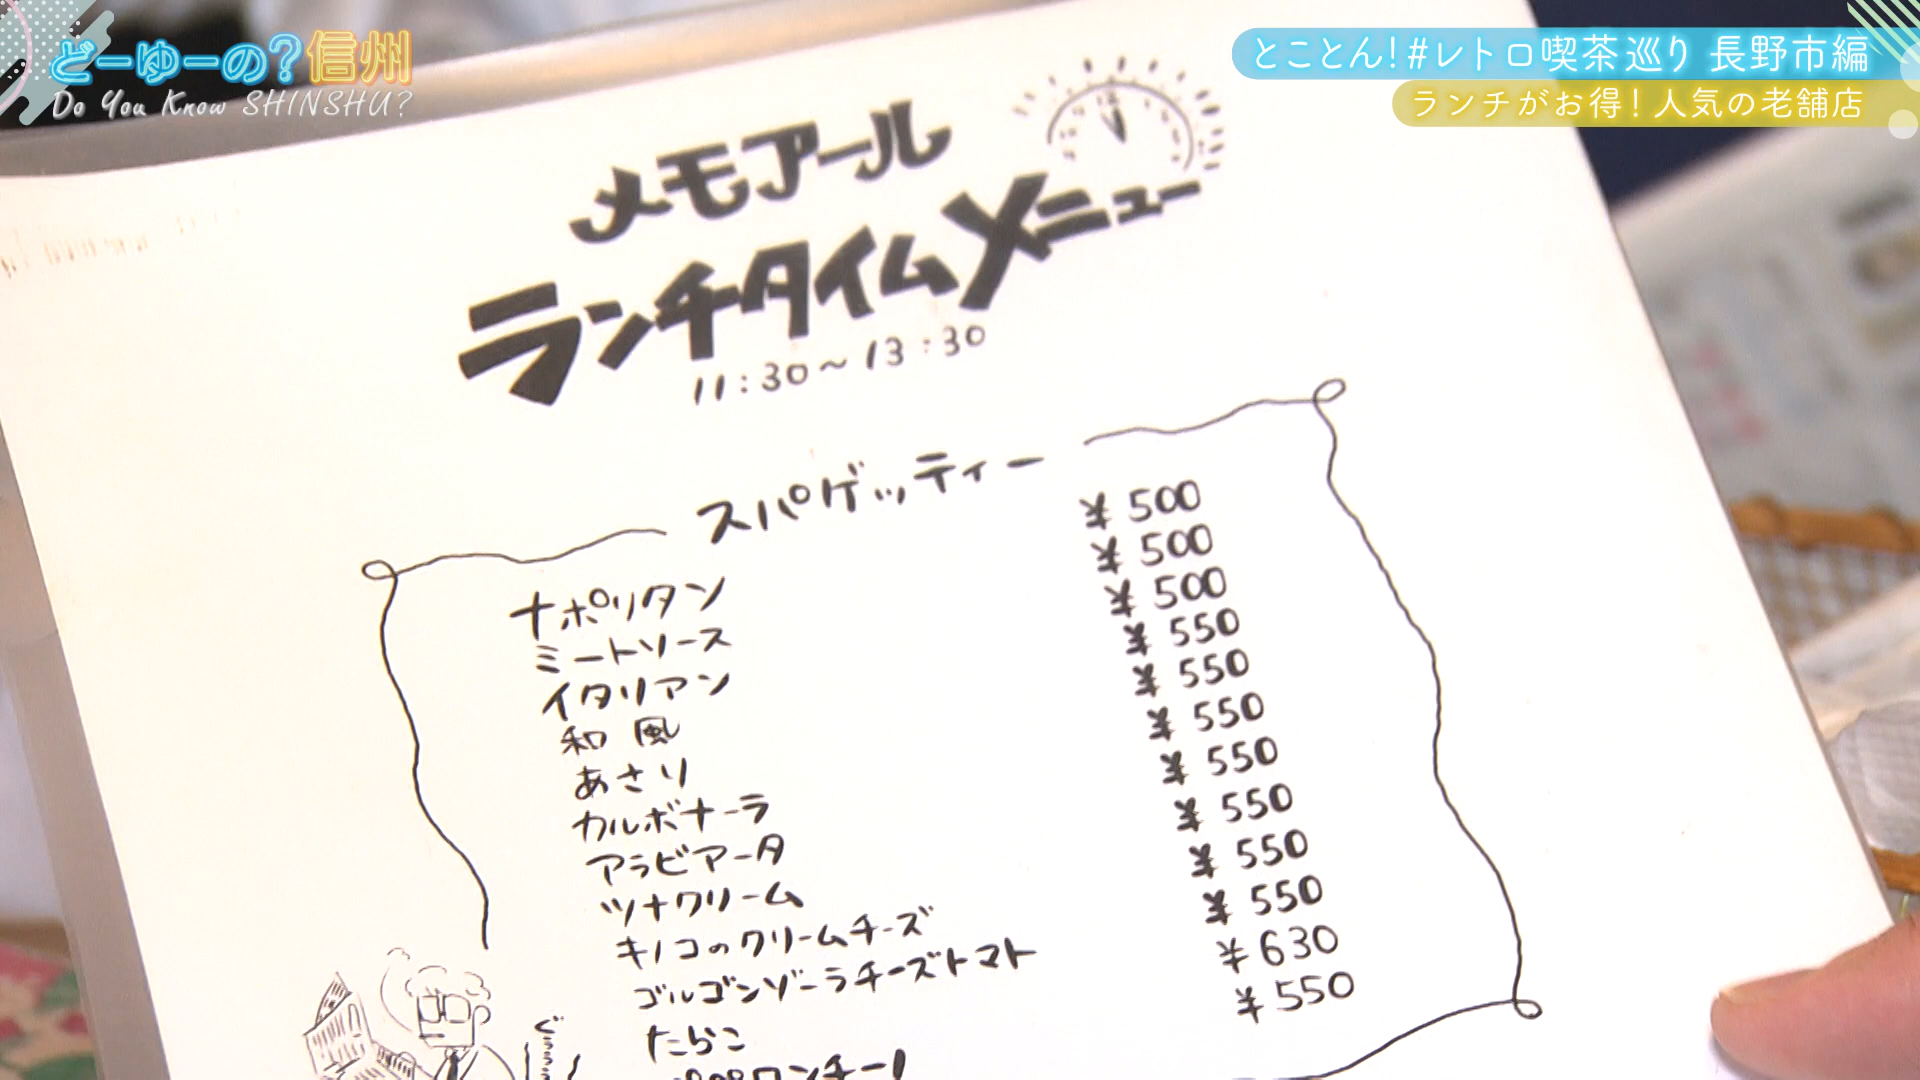 どーゆーの?信州
Do You Know SHINSHU?
とことん!#レトロ喫茶巡り 長野市編
ランチがお得!人気の老舗店
メモアール
ランチタイムメニュー
11:30~13:30
スパゲッティー
ナポリタン ¥500
ミートソース ¥500
イタリアン ¥500
和風 ¥550
あさり ¥550
カルボナーラ ¥550
アラビアータ ¥550
ツナクリーム ¥550
キノコのクリームチーズ ¥550
ゴルゴンゾーラチーズトマト ¥550
たらこ ¥630
¥550